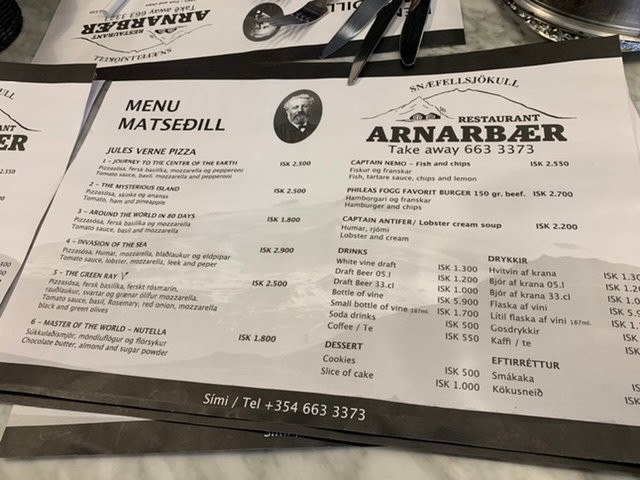 MENU
MATSEÐILL
SNÆFELLSJÖKULL
RESTAURANT
ARNARBÆR
Take away 663 3373
JULES VERNE PIZZA
1 - JOURNEY TO THE CENTER OF THE EARTH ISK 2.300
Pizzasósa, fersk basilika, mozzarella og pepperoni
Tomato sauce, basil, mozzarella and pepperoni
2 - THE MYSTERIOUS ISLAND ISK 2.500
Pizzasósa, skinka og ananas
Tomato, ham and pineapple
3 - AROUND THE WORLD IN 80 DAYS ISK 1.800
Pizzasósa, fersk basilika og mozzarella
Tomato sauce, basil and mozzarella
4 - INVASION OF THE SEA ISK 2.900
Pizzasósa, Humar, mozzarella, blaðlaukur og eldpipar
Tomato sauce, lobster, mozzarella, leek and peper
5 - THE GREEN RAY V ISK 2.500
Pizzasósa, fersk basilika, ferskt rósmarin,
rauðlaukur, svartar og grænar ólífur mozzarella.
Tomato sauce, basil, Rosemary, red onion, mozzarella,
black and green olives
6 - MASTER OF THE WORLD - NUTELLA ISK 1.800
Súkkulaðismjör, möndluflögur og flórsykur
Chocolate butter, almond and sugar powder
CAPTAIN NEMO - Fish and chips ISK 2.550
Fiskur og franskar
Fish, tartare sauce, chips and lemon
PHILEAS FOGG FAVORIT BURGER 150 gr. beef. ISK 2.700
Hamborgari og franskar
Hamburger and chips
CAPTAIN ANTIFER/ Lobster cream soup ISK 2.200
Humar, rjómi
Lobster and cream
DRINKS
White vine draft ISK 1.300
Draft Beer 05.l ISK 1.200
Draft Beer 33.cl ISK 1.000
Bottle of vine ISK 5.900
Small bottle of vine 187ml. ISK 1.700
Soda drinks ISK 500
Coffee / Te ISK 550
DESSERT
Cookies ISK 500
Slice of cake ISK 1.000
DRYKKIR
Hvitvín af krana
Bjór af krana 05.l
Bjór af krana 33.cl
Flaska af víni
Lítil flaska af víni 187ml.
Gosdrykkir
Kaffi / te
EFTIRRÉTTUR
Smákaka
Kökusneið
Sími / Tel +354 663 3373